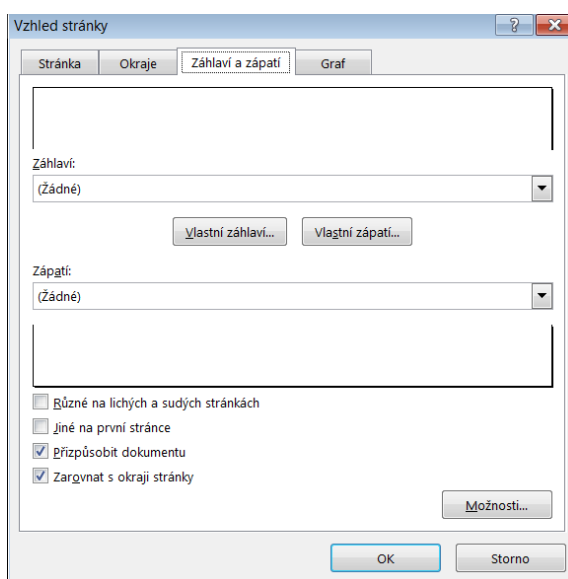 Vzhled stránky
Stránka Okraje Záhlaví a zápatí Graf
Záhlaví:
(Žádné)
Vlastní záhlaví... Vlastní zápatí...
Zápatí:
(Žádné)
Různé na lichých a sudých stránkách
Jiné na první stránce
Přizpůsobit dokumentu
Zarovnat s okraji stránky
Možnosti...
OK Storno